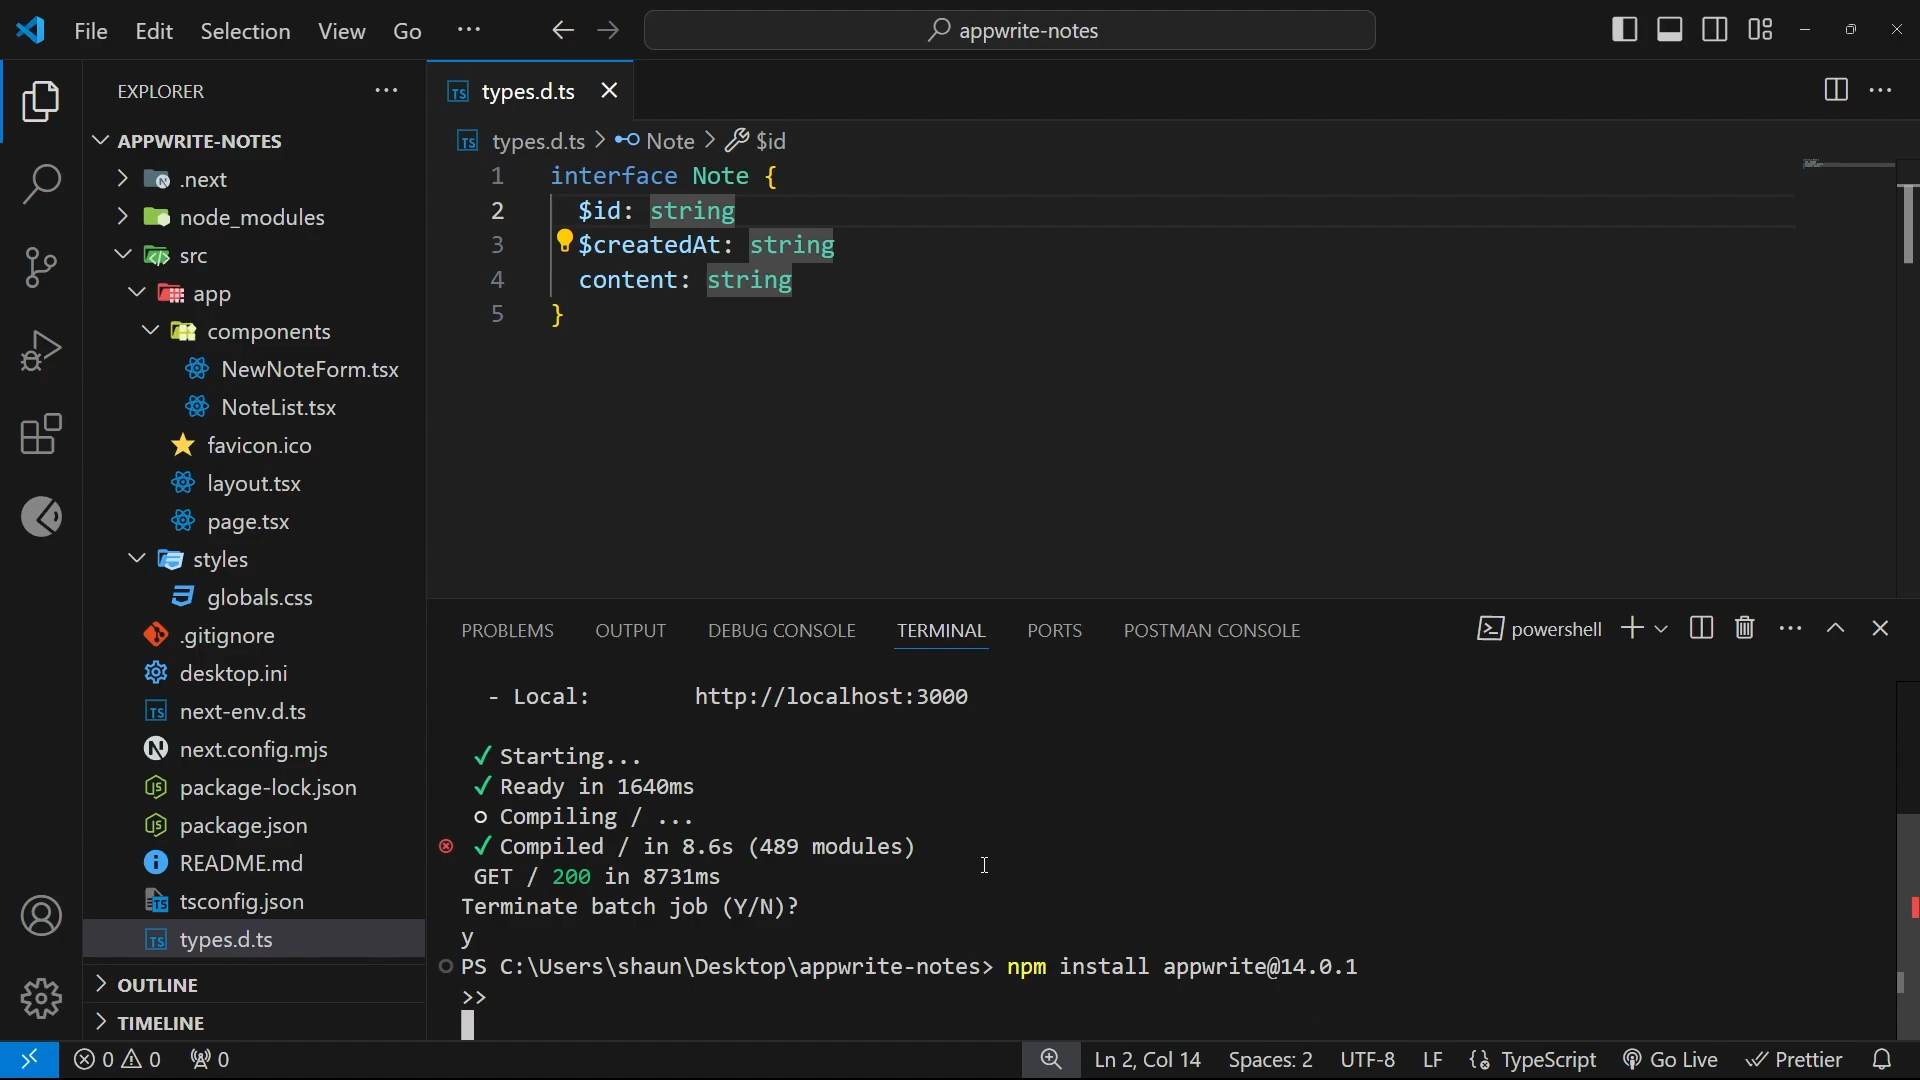 File Edit Selection View Go ··· appwrite-notes
EXPLORER
types.d.ts
APPWRITE-NOTES
types.d.ts > Note > $id
.next
node_modules
src
app
components
NewNoteForm.tsx
NoteList.tsx
favicon.ico
layout.tsx
page.tsx
styles
globals.css
.gitignore
desktop.ini
next-env.d.ts
next.config.mjs
package-lock.json
package.json
README.md
tsconfig.json
types.d.ts
OUTLINE
TIMELINE
1 interface Note {
2 $id: string
3 $createdAt: string
4 content: string
5 }
PROBLEMS OUTPUT DEBUG CONSOLE TERMINAL PORTS POSTMAN CONSOLE powershell
- Local: http://localhost:3000
✓ Starting...
✓ Ready in 1640ms
○ Compiling / ...
✓ Compiled / in 8.6s (489 modules)
GET / 200 in 8731ms
Terminate batch job (Y/N)?
y
PS C:\Users\shaun\Desktop\appwrite-notes> npm install appwrite@14.0.1
>>
0 0 0 Ln 2, Col 14 Spaces: 2 UTF-8 LF {} TypeScript Go Live Prettier